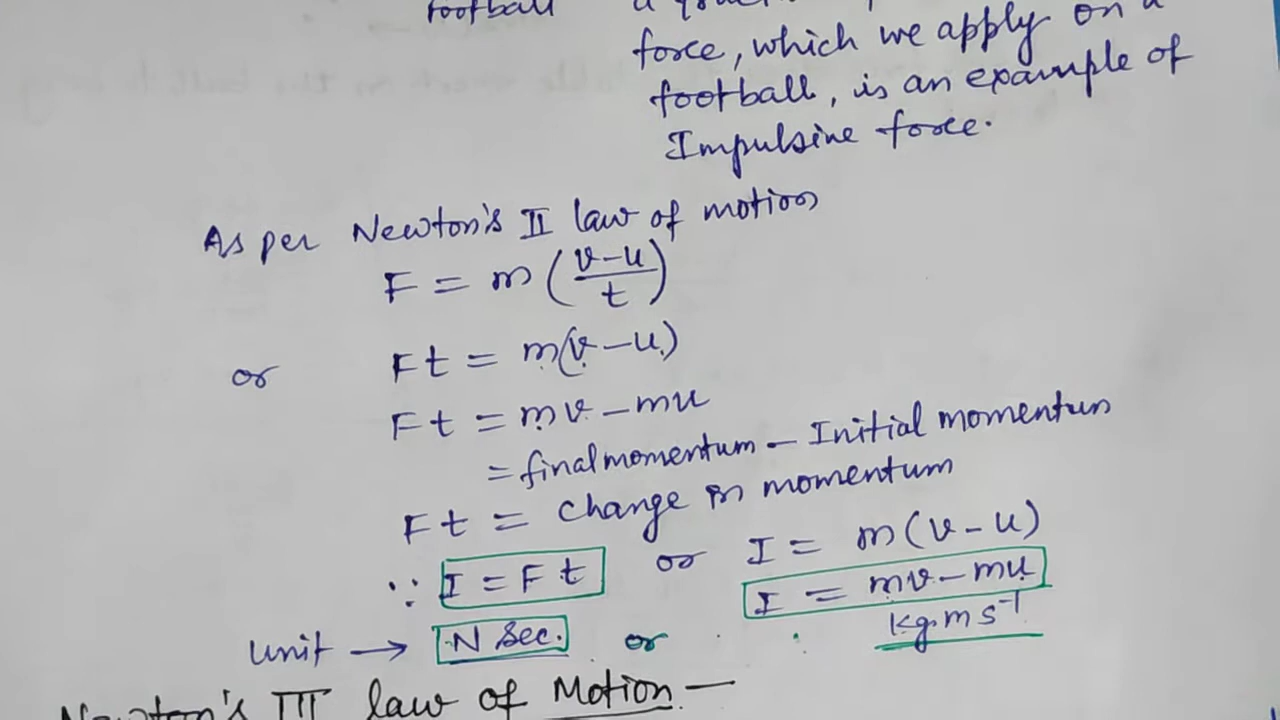 football a
force, which we apply on a
football, is an example of
Impulsine force.
As per Newton's II law of motion
F = m (v-u/t)
or Ft = m(v-u)
Ft = mv-mu
= final momentum - Initial momentum
Ft = Change in momentum
∵ I = Ft or I = m(v-u)
I = mv-mu
Unit → N Sec. or kg.m s⁻¹
Newton's III law of Motion -